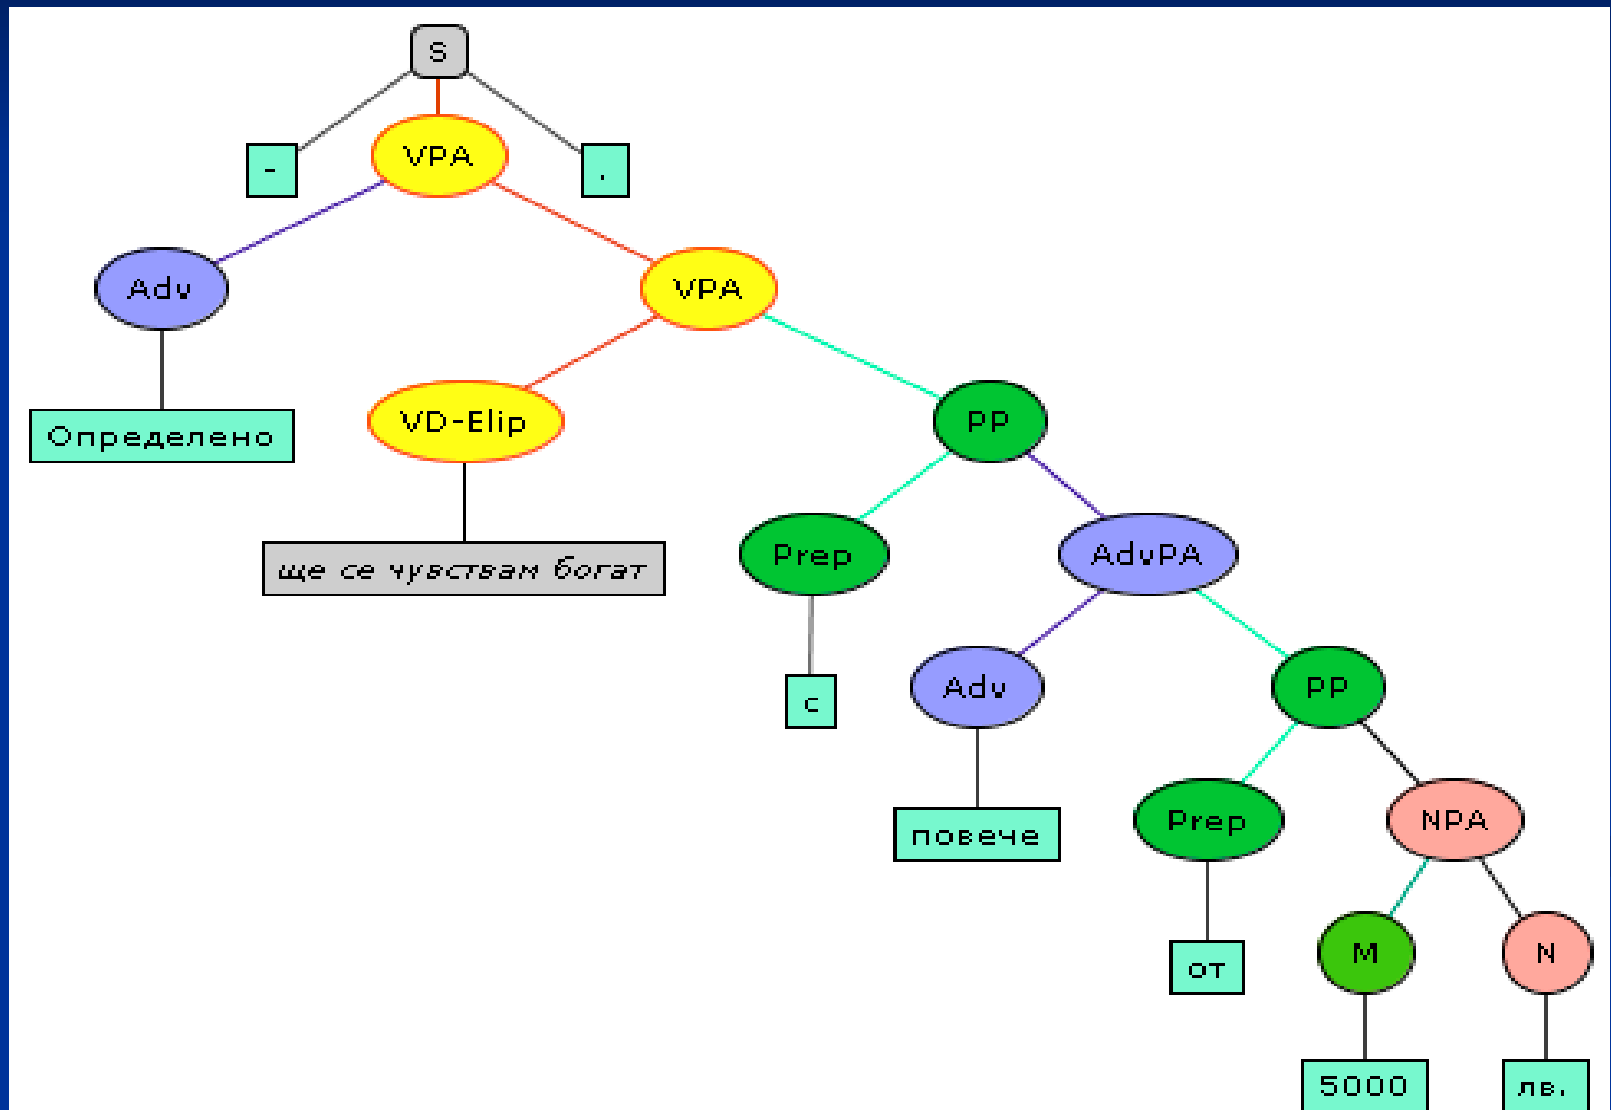 S
- VPA .
Adv VPA
Определено VD-Elip PP
ще се чувствам богат Prep AdvPA
с Adv PP
повече Prep NPA
от M N
5000 лв.